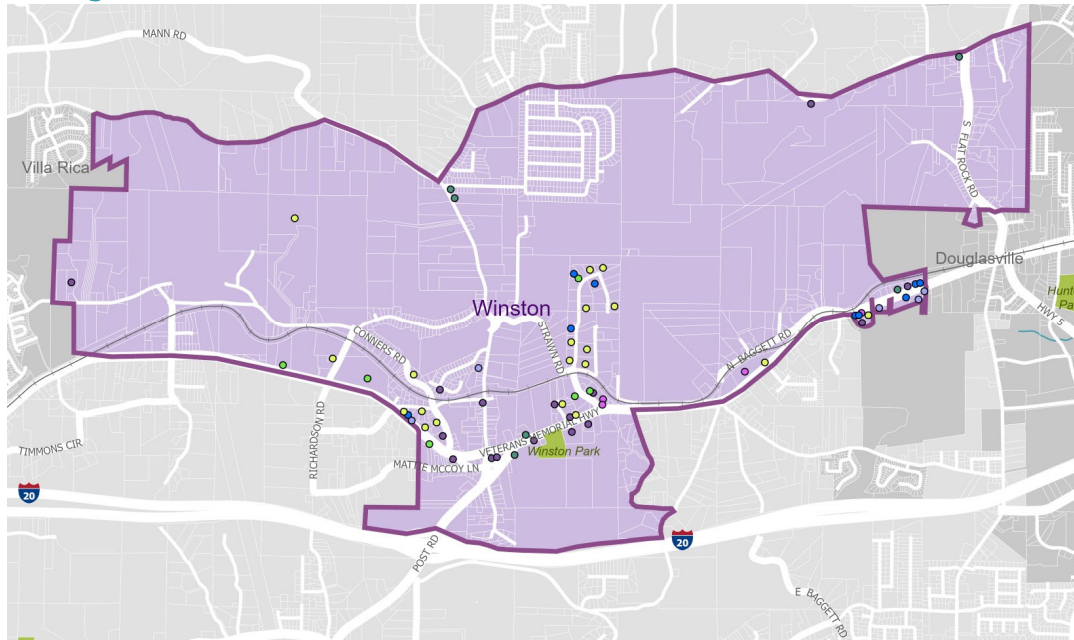 MANN RD
S FLAT ROCK RD
Villa Rica
Douglasville
Winston
HWY 5
CONNERS RD
STRAWN RD
N BAGGETT RD
RICHARDSON RD
VETERANS MEMORIAL HWY
Winston Park
TIMMONS CIR
MATTIE MCCOY LN
20
20
POST RD
E BAGGETT RD